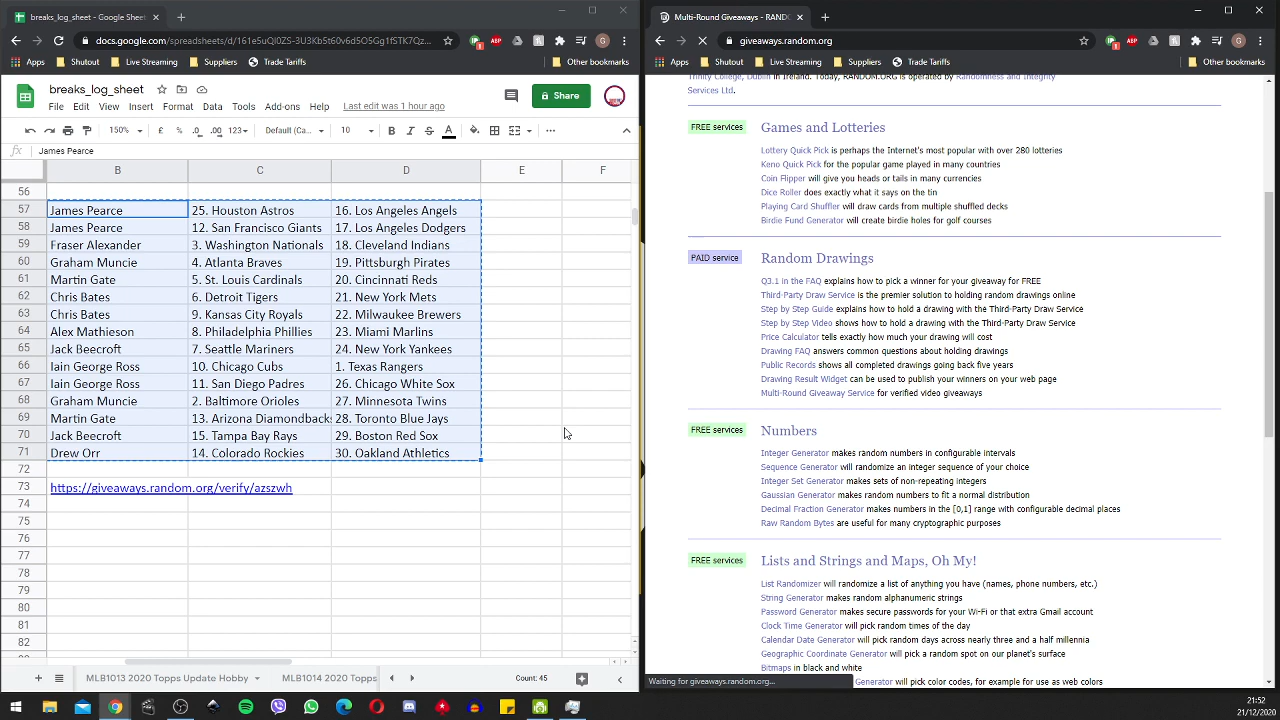 breaks_log_sheet - Google Sheets
Multi-Round Giveaways - RAND
docs.google.com/spreadsheets/d/161e5uQl0ZS-3U3Kb5t60v6d5O5Gg1fSTK7Qz...
giveaways.random.org
Apps
Shutout
Live Streaming
Suppliers
Trade Tariffs
Other bookmarks
Apps
Shutout
Live Streaming
Suppliers
Trade Tariffs
Other bookmarks
breaks_log_sheet
File Edit View Insert Format Data Tools Add-ons Help Last edit was 1 hour ago
Share
150% £ % .0 .00 123 Default (Ca... 10 B I S A
fx James Pearce
B C D E F
56
57 James Pearce 25. Houston Astros 16. Los Angeles Angels
58 James Pearce 12. San Francisco Giants 17. Los Angeles Dodgers
59 Fraser Alexander 3. Washington Nationals 18. Cleveland Indians
60 Graham Muncie 4. Atlanta Braves 19. Pittsburgh Pirates
61 Martin Gate 5. St. Louis Cardinals 20. Cincinnati Reds
62 Chris Bates 6. Detroit Tigers 21. New York Mets
63 Chris Bates 9. Kansas City Royals 22. Milwaukee Brewers
64 Alex Mathieson 8. Philadelphia Phillies 23. Miami Marlins
65 Jack Beecroft 7. Seattle Mariners 24. New York Yankees
66 Iain George Ross 10. Chicago Cubs 1. Texas Rangers
67 Iain George Ross 11. San Diego Padres 26. Chicago White Sox
68 Graham Muncie 2. Baltimore Orioles 27. Minnesota Twins
69 Martin Gate 13. Arizona Diamondbacks 28. Toronto Blue Jays
70 Jack Beecroft 15. Tampa Bay Rays 29. Boston Red Sox
71 Drew Orr 14. Colorado Rockies 30. Oakland Athletics
72
73 https://giveaways.random.org/verify/azszwh
74
75
76
77
78
79
80
81
82
MLB1013 2020 Topps Update Hobby
MLB1014 2020 Topps
Count: 45
Trinity College, Dublin in Ireland. Today, RANDOM.ORG is operated by Randomness and Integrity
Services Ltd.
FREE services Games and Lotteries
Lottery Quick Pick is perhaps the Internet's most popular with over 280 lotteries
Keno Quick Pick for the popular game played in many countries
Coin Flipper will give you heads or tails in many currencies
Dice Roller does exactly what it says on the tin
Playing Card Shuffler will draw cards from multiple shuffled decks
Birdie Fund Generator will create birdie holes for golf courses
PAID service Random Drawings
Q3.1 in the FAQ explains how to pick a winner for your giveaway for FREE
Third-Party Draw Service is the premier solution to holding random drawings online
Step by Step Guide explains how to hold a drawing with the Third-Party Draw Service
Step by Step Video shows how to hold a drawing with the Third-Party Draw Service
Price Calculator tells exactly how much your drawing will cost
Drawing FAQ answers common questions about holding drawings
Public Records shows all completed drawings going back five years
Drawing Result Widget can be used to publish your winners on your web page
Multi-Round Giveaway Service for verified video giveaways
FREE services Numbers
Integer Generator makes random numbers in configurable intervals
Sequence Generator will randomize an integer sequence of your choice
Integer Set Generator makes sets of non-repeating integers
Gaussian Generator makes random numbers to fit a normal distribution
Decimal Fraction Generator makes numbers in the [0,1] range with configurable decimal places
Raw Random Bytes are useful for many cryptographic purposes
FREE services Lists and Strings and Maps, Oh My!
List Randomizer will randomize a list of anything you have (names, phone numbers, etc.)
String Generator makes random alphanumeric strings
Password Generator makes secure passwords for your Wi-Fi or that extra Gmail account
Clock Time Generator will pick random times of the day
Calendar Date Generator will pick random days across nearly three and a half millennia
Geographic Coordinate Generator will pick a random spot on our planet's surface
Bitmaps in black and white
Generator will pick color codes, for example for use as web colors
Waiting for giveaways.random.org...
21:52
21/12/2020